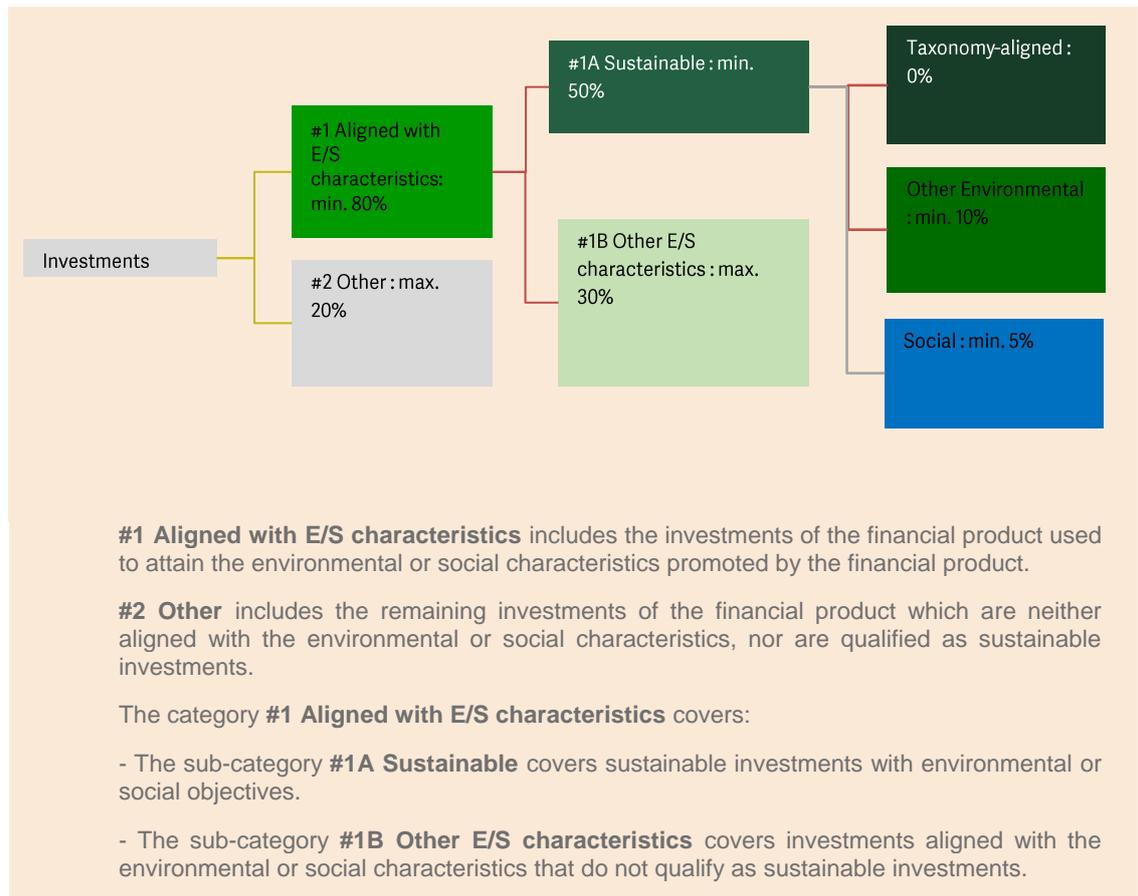 Investments
#1 Aligned with
E/S
characteristics:
min. 80%
#2 Other : max.
20%
#1A Sustainable : min.
50%
#1B Other E/S
characteristics : max.
30%
Taxonomy-aligned :
0%
Other Environmental
: min. 10%
Social : min. 5%
#1 Aligned with E/S characteristics includes the investments of the financial product used
to attain the environmental or social characteristics promoted by the financial product.
#2 Other includes the remaining investments of the financial product which are neither
aligned with the environmental or social characteristics, nor are qualified as sustainable
investments.
The category #1 Aligned with E/S characteristics covers:
- The sub-category #1A Sustainable covers sustainable investments with environmental or
social objectives.
- The sub-category #1B Other E/S characteristics covers investments aligned with the
environmental or social characteristics that do not qualify as sustainable investments.